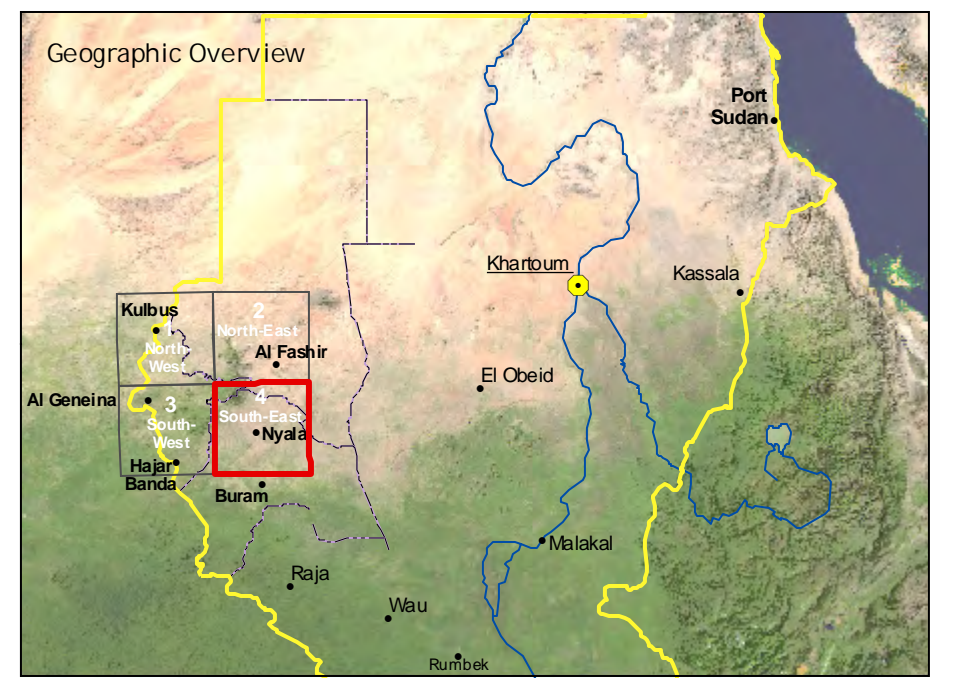 Geographic Overview
Port
Sudan
Khartoum
Kassala
Kulbus
1
North-
West
2
North-East
Al Fashir
El Obeid
Al Geneina
3
South-
West
4
South-East
Nyala
Hajar
Banda
Buram
Malakal
Raja
Wau
Rumbek